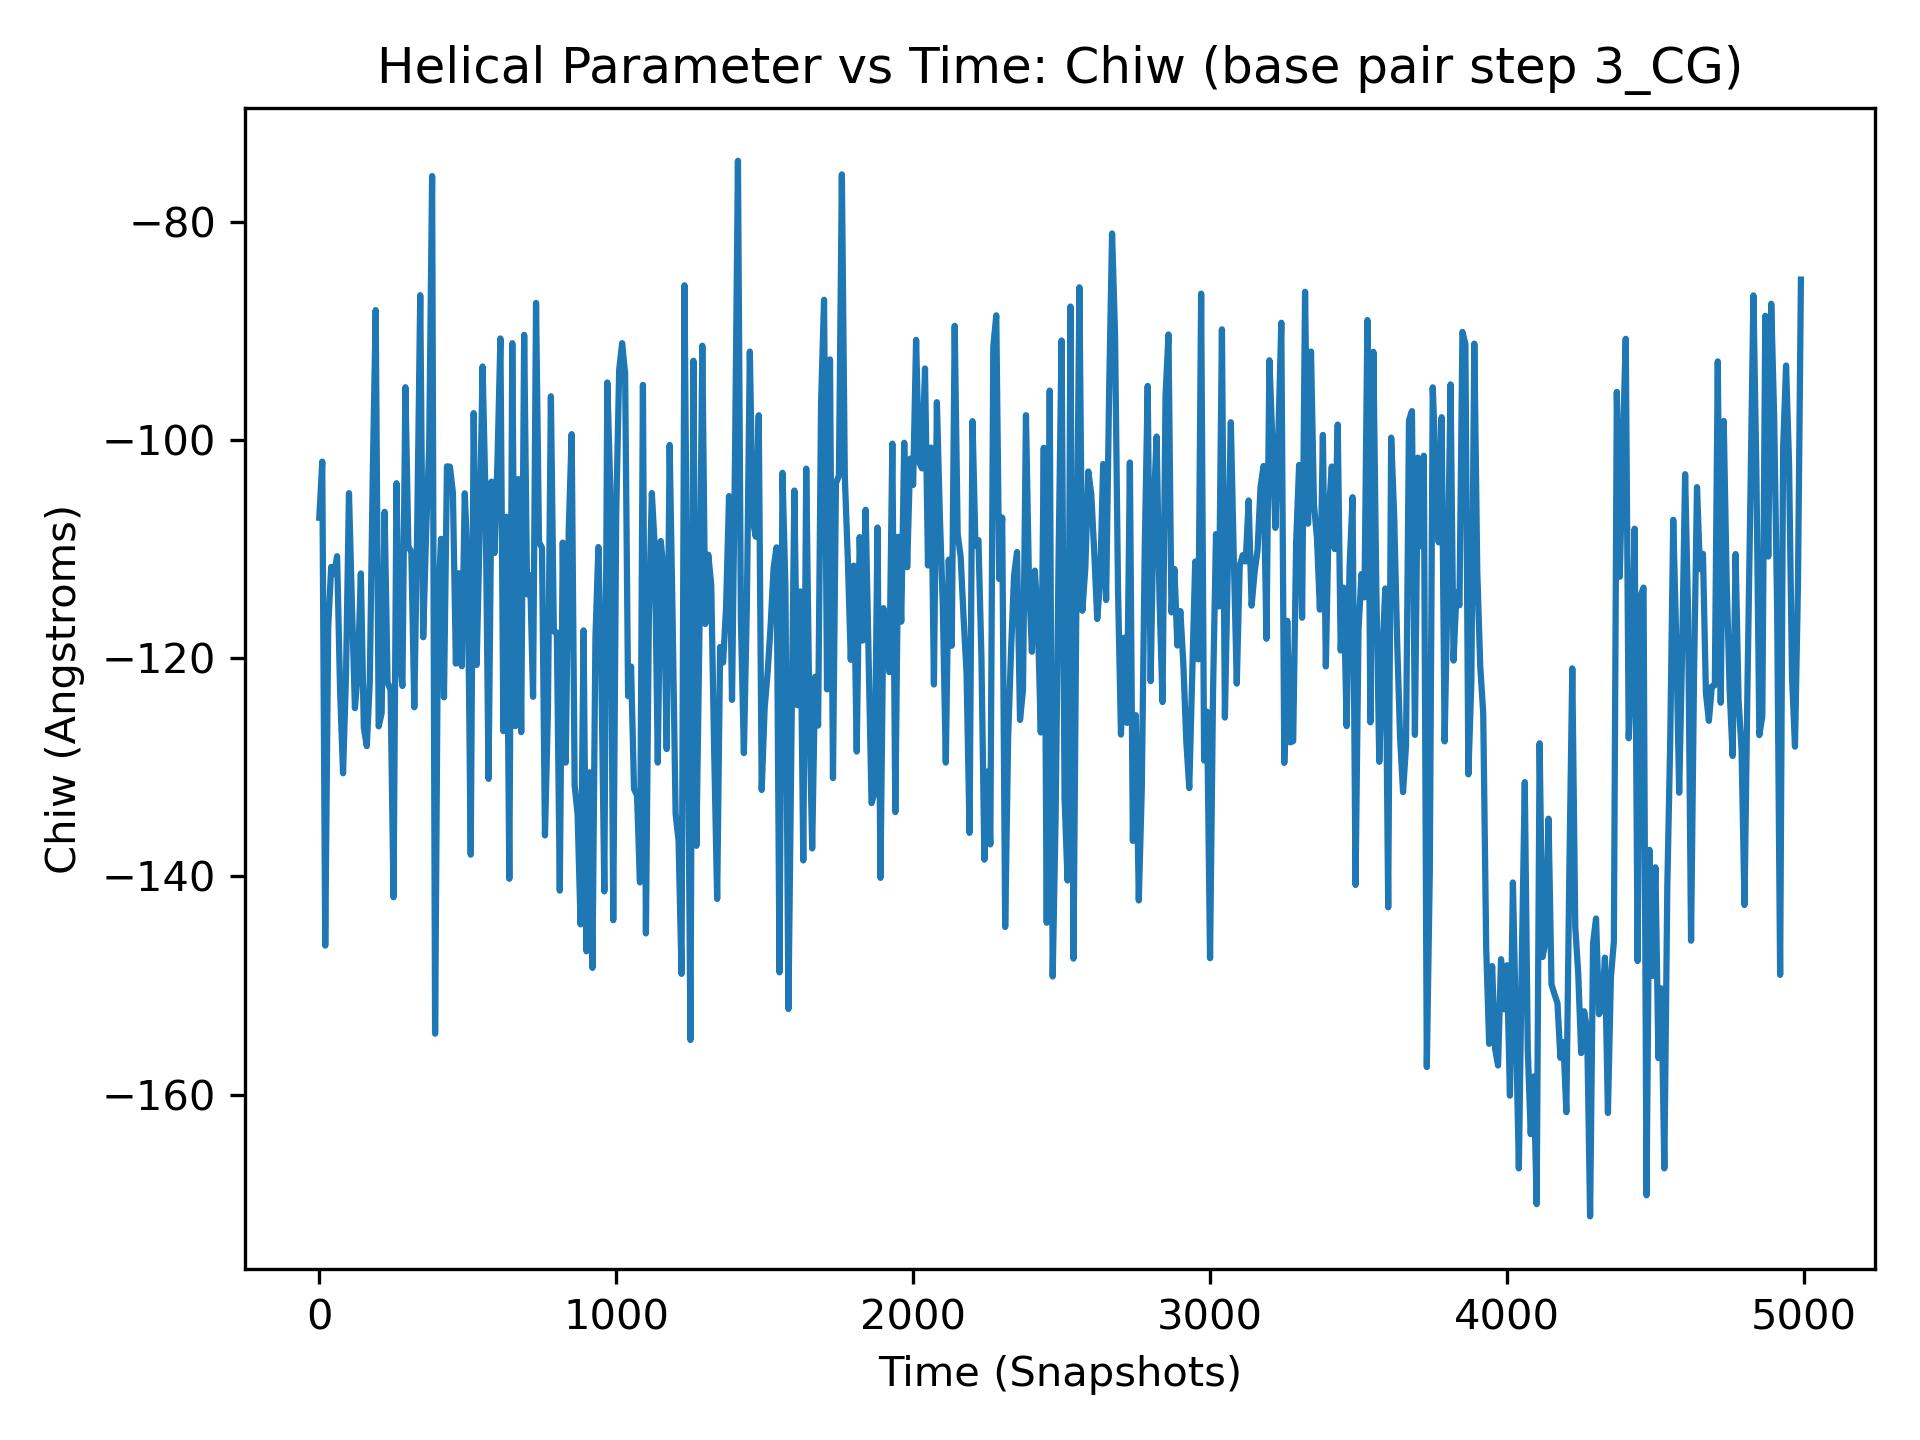 Helical Parameter vs Time: Chiw (base pair step 3_CG)
Chiw (Angstroms)
−80
−100
−120
−140
−160
0 1000 2000 3000 4000 5000
Time (Snapshots)